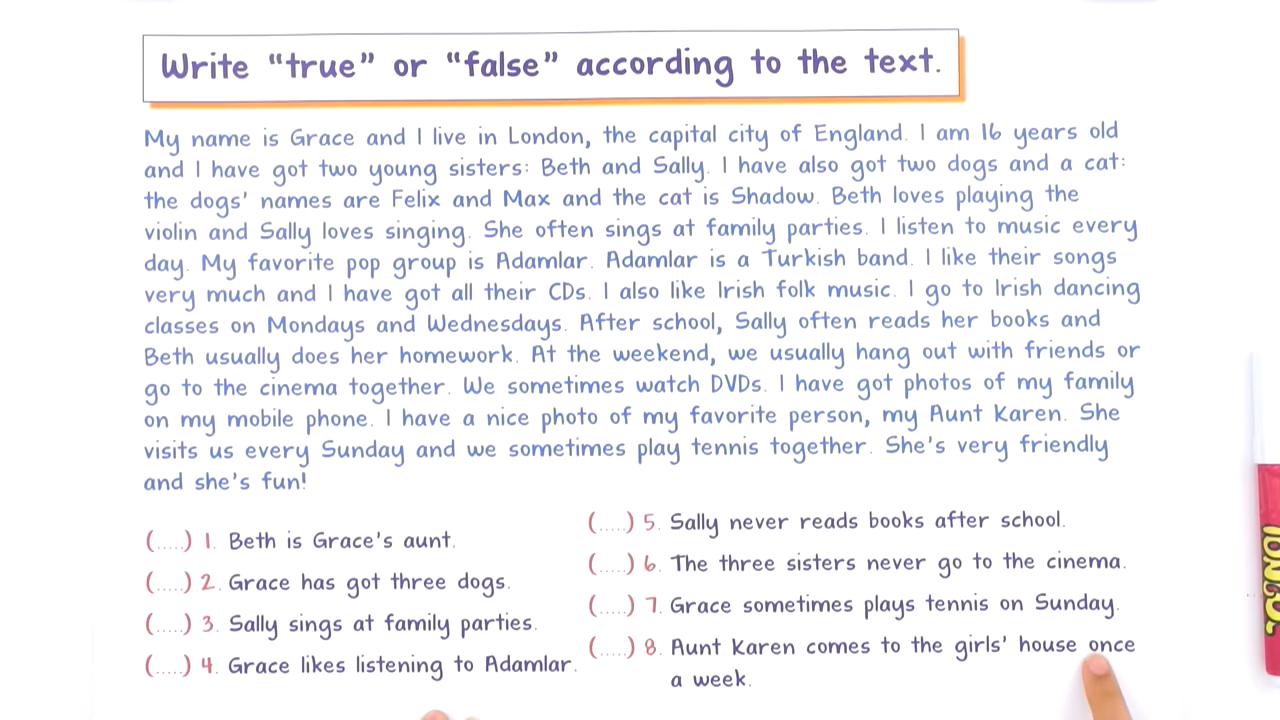 Write “true” or “false” according to the text.
My name is Grace and I live in London, the capital city of England. I am 16 years old
and I have got two young sisters: Beth and Sally. I have also got two dogs and a cat:
the dogs' names are Felix and Max and the cat is Shadow. Beth loves playing the
violin and Sally loves singing. She often sings at family parties. I listen to music every
day. My favorite pop group is Adamlar. Adamlar is a Turkish band. I like their songs
very much and I have got all their CDs. I also like Irish folk music. I go to Irish dancing
classes on Mondays and Wednesdays. After school, Sally often reads her books and
Beth usually does her homework. At the weekend, we usually hang out with friends or
go to the cinema together. We sometimes watch DVDs. I have got photos of my family
on my mobile phone. I have a nice photo of my favorite person, my Aunt Karen. She
visits us every Sunday and we sometimes play tennis together. She's very friendly
and she's fun!
(.....) 1. Beth is Grace's aunt.
(.....) 2. Grace has got three dogs.
(.....) 3. Sally sings at family parties.
(.....) 4. Grace likes listening to Adamlar.
(.....) 5. Sally never reads books after school.
(.....) 6. The three sisters never go to the cinema.
(.....) 7. Grace sometimes plays tennis on Sunday.
(.....) 8. Aunt Karen comes to the girls' house once
a week.